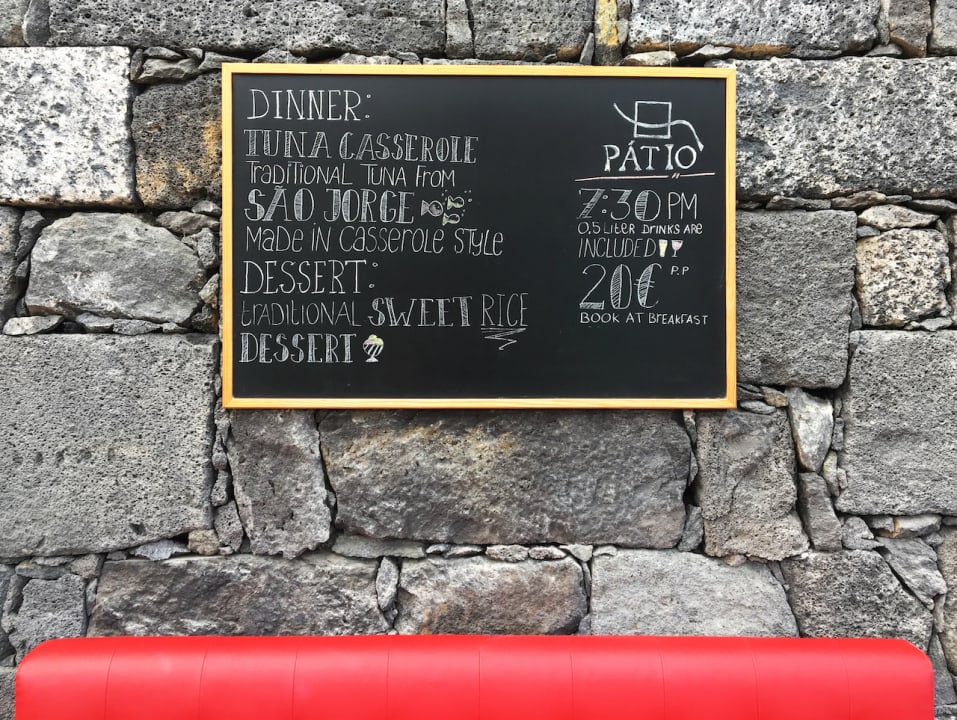 DINNER:
TUNA CASSEROLE
TRADITIONAL TUNA FROM
SÃO JORGE
MADE IN CASSEROLE STYLE
DESSERT:
TRADITIONAL SWEET RICE
DESSERT
PÁTIO
7:30 PM
0,5 LITER DRINKS ARE
INCLUDED
20€ P.P
BOOK AT BREAKFAST